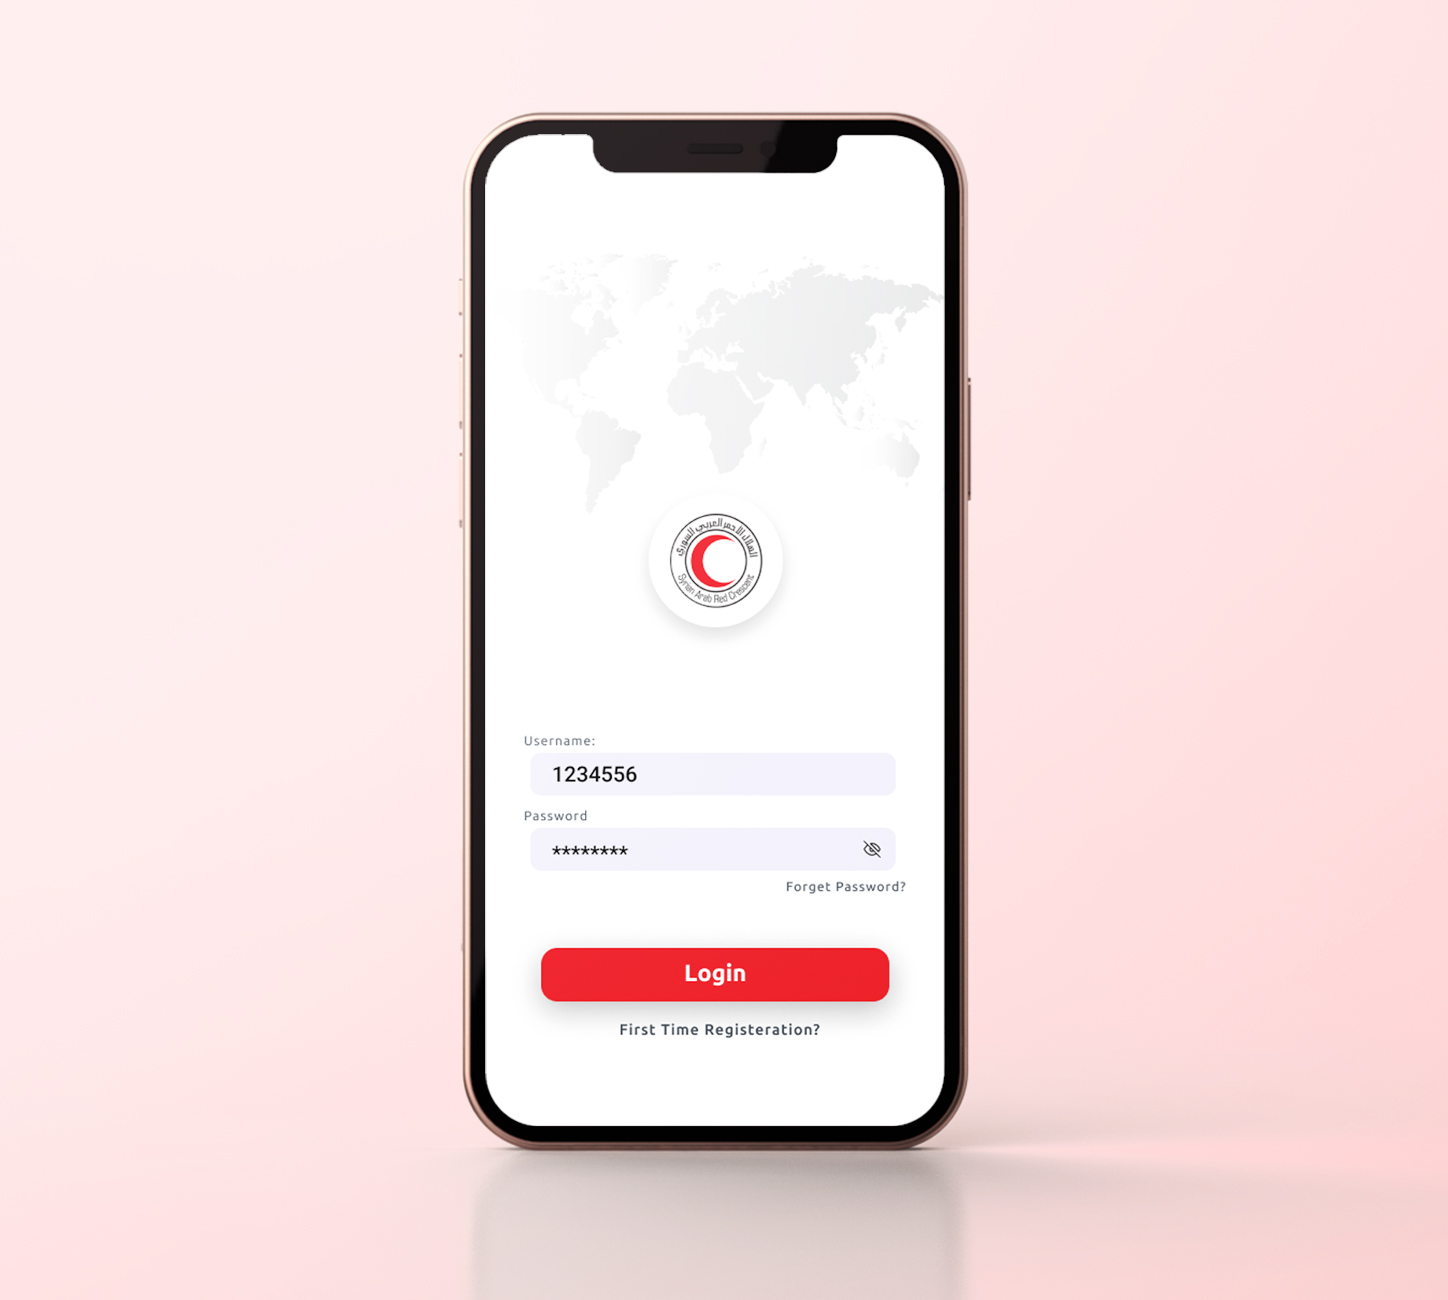 الهلال الأحمر العربي السوري
Syrian Arab Red Crescent
Username:
1234556
Password
********
Forget Password?
Login
First Time Registeration?